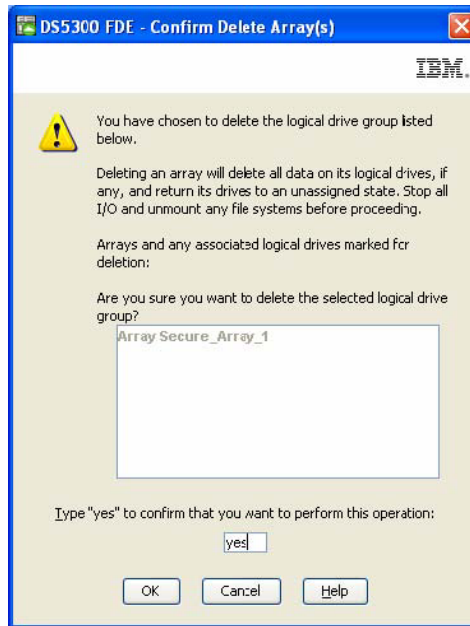 DS5300 FDE - Confirm Delete Array(s)
IBM.
You have chosen to delete the logical drive group listed
below.
Deleting an array will delete all data on its logical drives, if
any, and return its drives to an unassigned state. Stop all
I/O and unmount any file systems before proceeding.
Arrays and any associated logical drives marked for
deletion:
Are you sure you want to delete the selected logical drive
group?
Array Secure_Array_1
Type "yes" to confirm that you want to perform this operation:
yes
OK Cancel Help